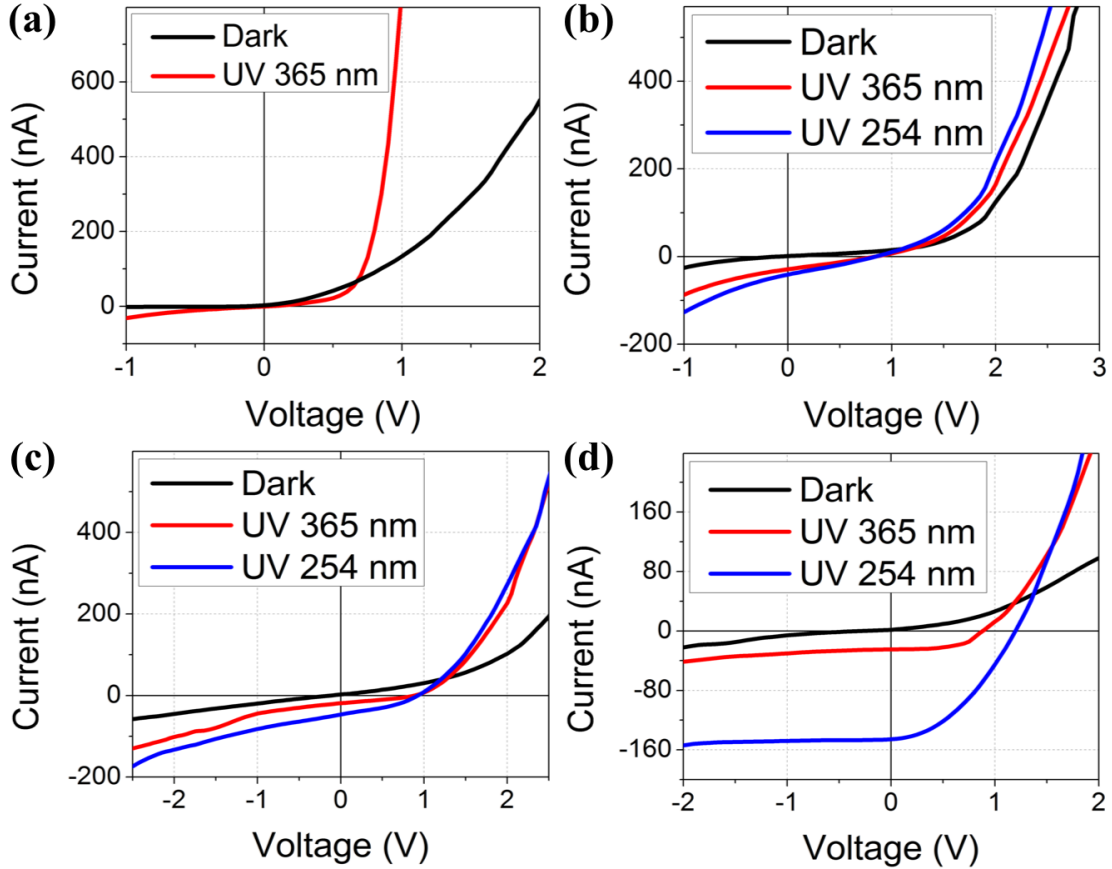 (a)
Dark
UV 365 nm
600
400
200
0
-1
0
1
2
Current (nA)
Voltage (V)
(b)
Dark
UV 365 nm
UV 254 nm
400
200
0
-200
-1
0
1
2
3
Current (nA)
Voltage (V)
(c)
Dark
UV 365 nm
UV 254 nm
400
200
0
-200
-2
-1
0
1
2
Current (nA)
Voltage (V)
(d)
Dark
UV 365 nm
UV 254 nm
160
80
0
-80
-160
-2
-1
0
1
2
Current (nA)
Voltage (V)